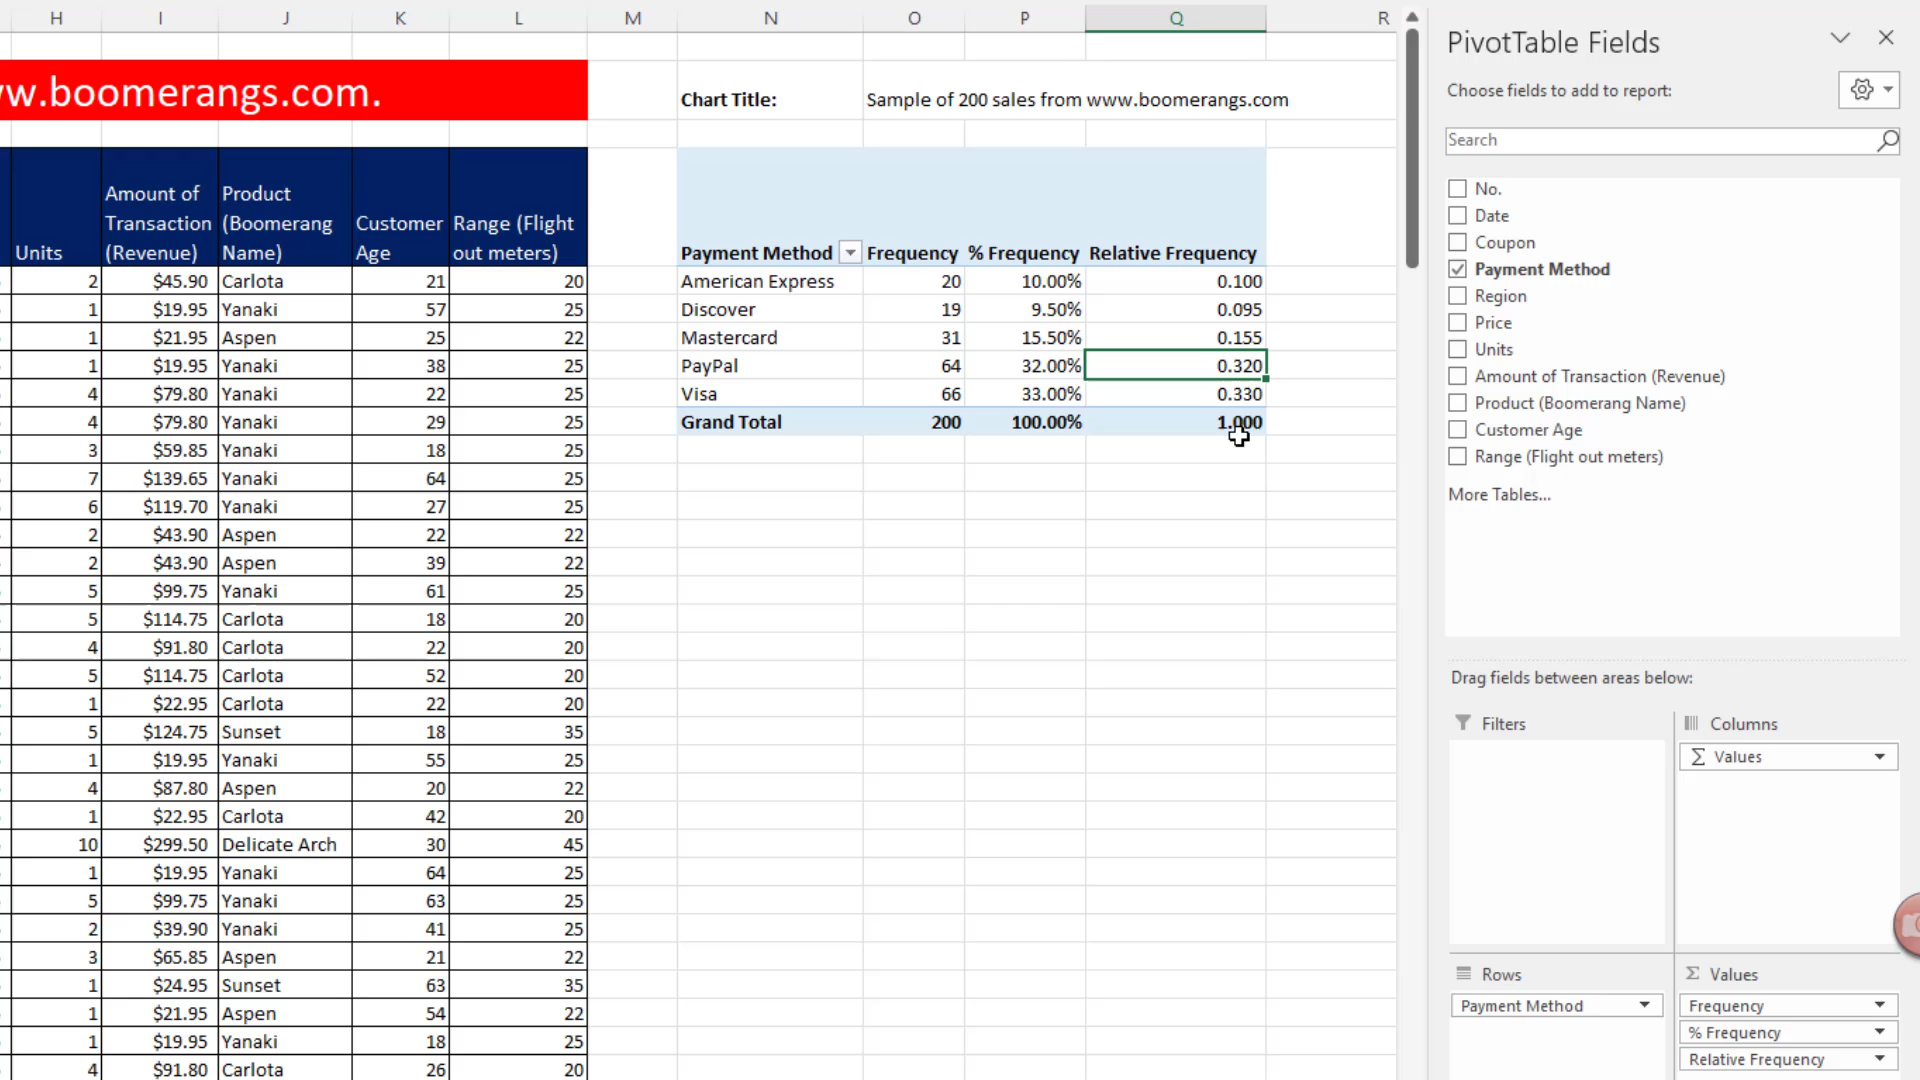 H I J K L M N O P Q R
w.boomerangs.com.
Chart Title: Sample of 200 sales from www.boomerangs.com
Units Amount of Transaction (Revenue) Product (Boomerang Name) Customer Age Range (Flight out meters)
Payment Method Frequency % Frequency Relative Frequency
2 $45.90 Carlota 21 20 American Express 20 10.00% 0.100
1 $19.95 Yanaki 57 25 Discover 19 9.50% 0.095
1 $21.95 Aspen 25 22 Mastercard 31 15.50% 0.155
1 $19.95 Yanaki 38 25 PayPal 64 32.00% 0.320
4 $79.80 Yanaki 22 25 Visa 66 33.00% 0.330
4 $79.80 Yanaki 29 25 Grand Total 200 100.00% 1.000
3 $59.85 Yanaki 18 25
7 $139.65 Yanaki 64 25
6 $119.70 Yanaki 27 25
2 $43.90 Aspen 22 22
2 $43.90 Aspen 39 22
5 $99.75 Yanaki 61 25
5 $114.75 Carlota 18 20
4 $91.80 Carlota 22 20
5 $114.75 Carlota 52 20
1 $22.95 Carlota 22 20
5 $124.75 Sunset 18 35
1 $19.95 Yanaki 55 25
4 $87.80 Aspen 20 22
1 $22.95 Carlota 42 20
10 $299.50 Delicate Arch 30 45
1 $19.95 Yanaki 64 25
5 $99.75 Yanaki 63 25
2 $39.90 Yanaki 41 25
3 $65.85 Aspen 21 22
1 $24.95 Sunset 63 35
1 $21.95 Aspen 54 22
1 $19.95 Yanaki 18 25
4 $91.80 Carlota 26 20
PivotTable Fields
Choose fields to add to report:
Search
No.
Date
Coupon
Payment Method
Region
Price
Units
Amount of Transaction (Revenue)
Product (Boomerang Name)
Customer Age
Range (Flight out meters)
More Tables...
Drag fields between areas below:
Filters
Columns
Σ Values
Rows
Payment Method
Σ Values
Frequency
% Frequency
Relative Frequency